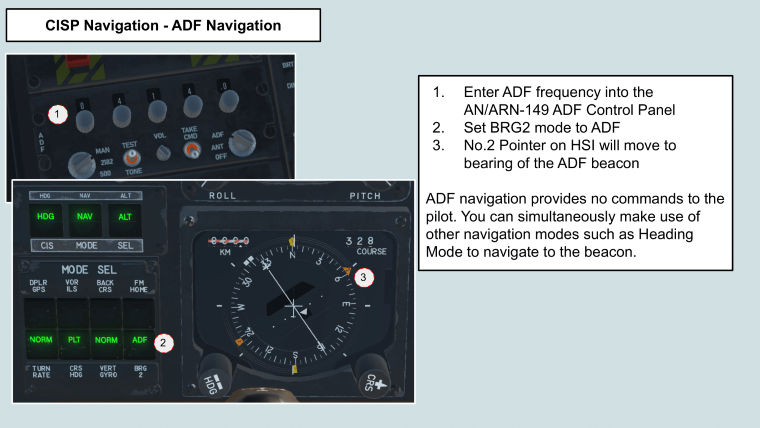 CISP Navigation - ADF Navigation
1
0 4 1 4 .0
ADF
MAN
2182
500
TEST
TONE
VOL
TAKE
CMD
ADF
ANT
OFF
ROLL
PITCH
HDG NAV ALT
HDG NAV ALT
CIS MODE SEL
MODE SEL
DPLR
GPS
VOR
ILS
BACK
CRS
FM
HOME
NORM PLT NORM ADF
2
TURN
RATE
CRS
HDG
VERT
GYRO
BRG
2
KM
328
COURSE
N 3 6 E 12 15 S 21 24 W 30 33
3
HDG
CRS
1. Enter ADF frequency into the
AN/ARN-149 ADF Control Panel
2. Set BRG2 mode to ADF
3. No.2 Pointer on HSI will move to
bearing of the ADF beacon
ADF navigation provides no commands to the
pilot. You can simultaneously make use of
other navigation modes such as Heading
Mode to navigate to the beacon.